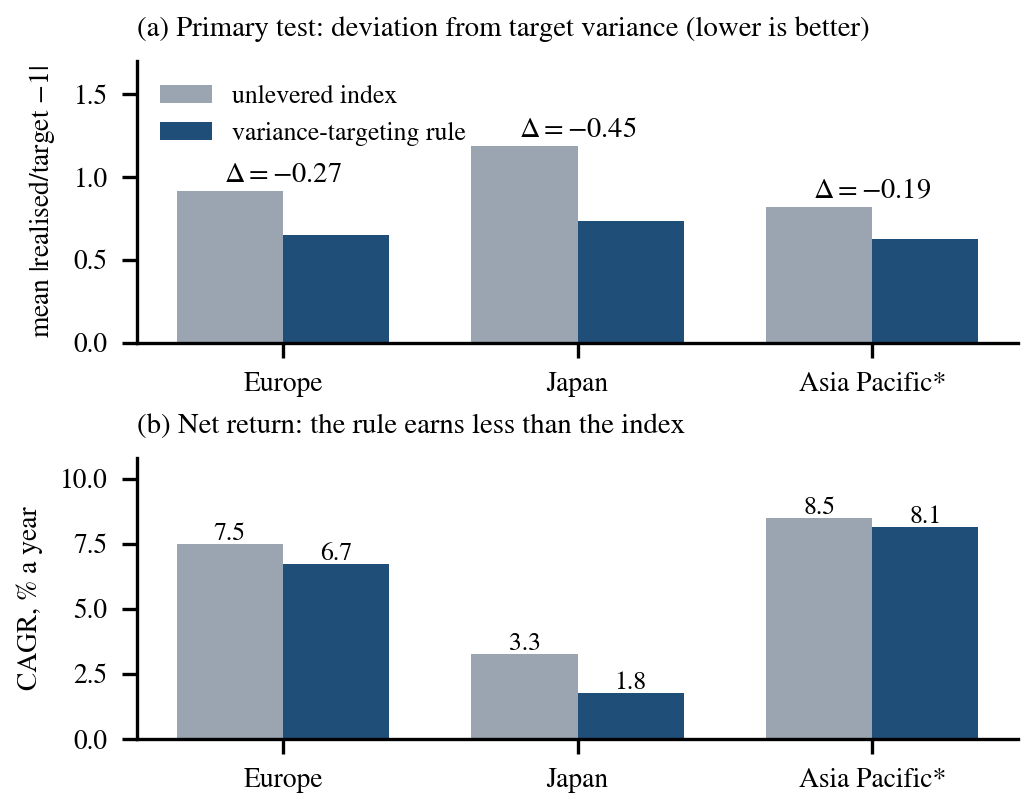 (a) Primary test: deviation from target variance (lower is better)
mean |realised/target −1|
1.5
1.0
0.5
0.0
unlevered index
variance-targeting rule
Δ = −0.27
Δ = −0.45
Δ = −0.19
Europe
Japan
Asia Pacific*
(b) Net return: the rule earns less than the index
CAGR, % a year
10.0
7.5
5.0
2.5
0.0
7.5
6.7
3.3
1.8
8.5
8.1
Europe
Japan
Asia Pacific*